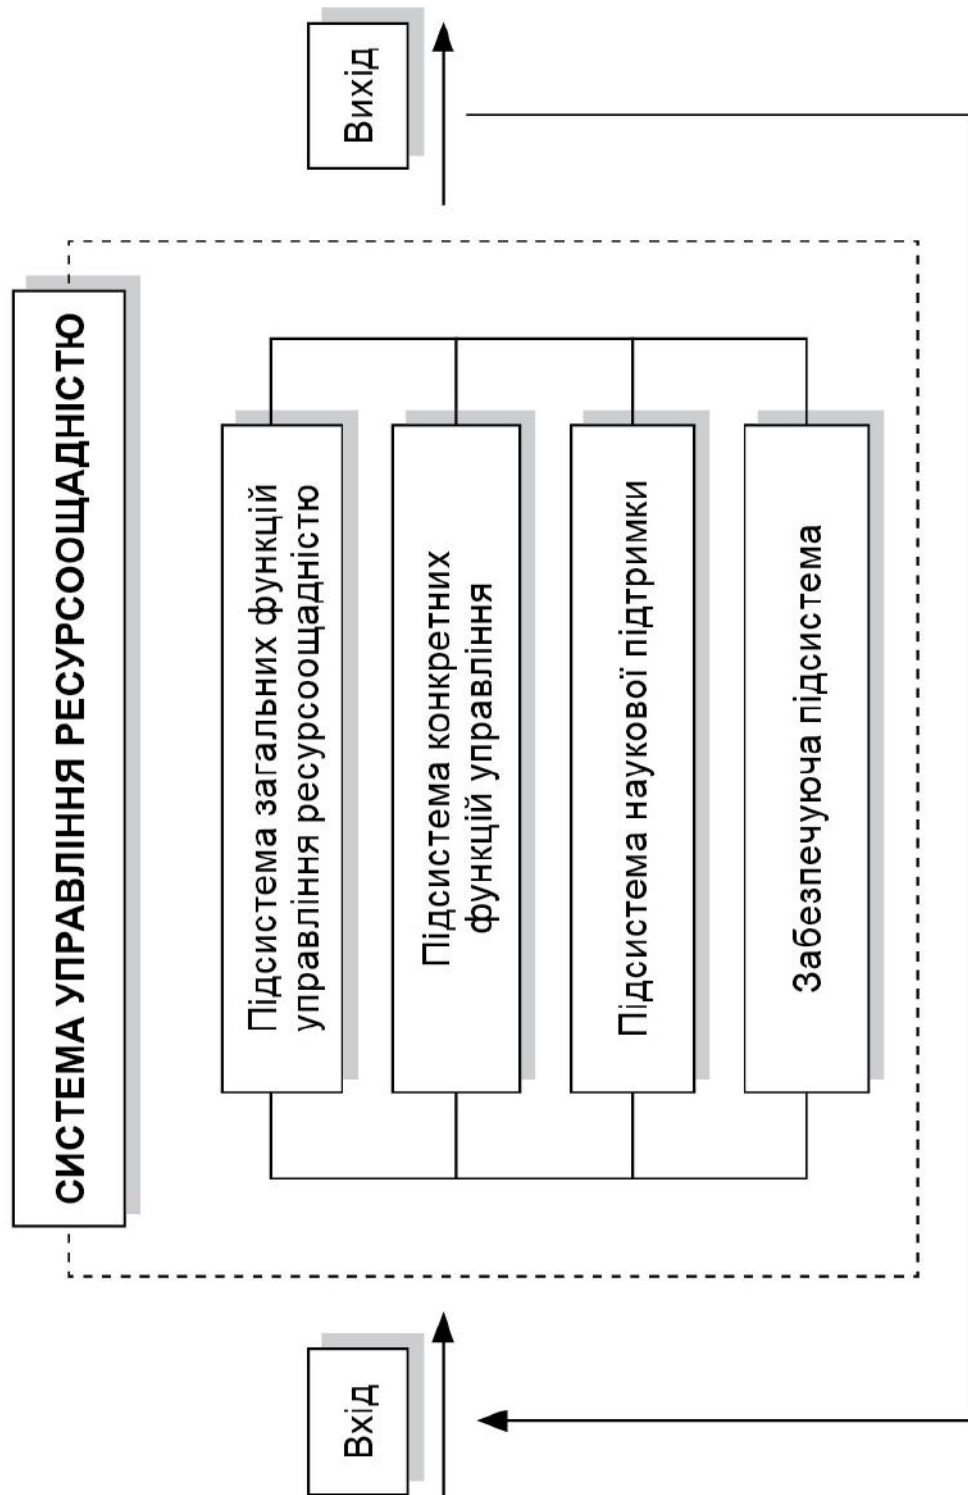 СИСТЕМА УПРАВЛІННЯ РЕСУРСООЩАДНІСТЮ
Вхід
Підсистема загальних функцій
управління ресурсоощадністю
Підсистема конкретних
функцій управління
Підсистема наукової підтримки
Забезпечуюча підсистема
Вихід